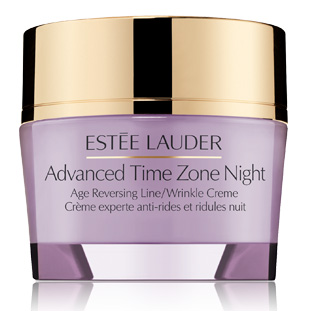 ESTĒE LAUDER
Advanced Time Zone Night
Age Reversing Line/Wrinkle Creme
Crème experte anti-rides et ridules nuit